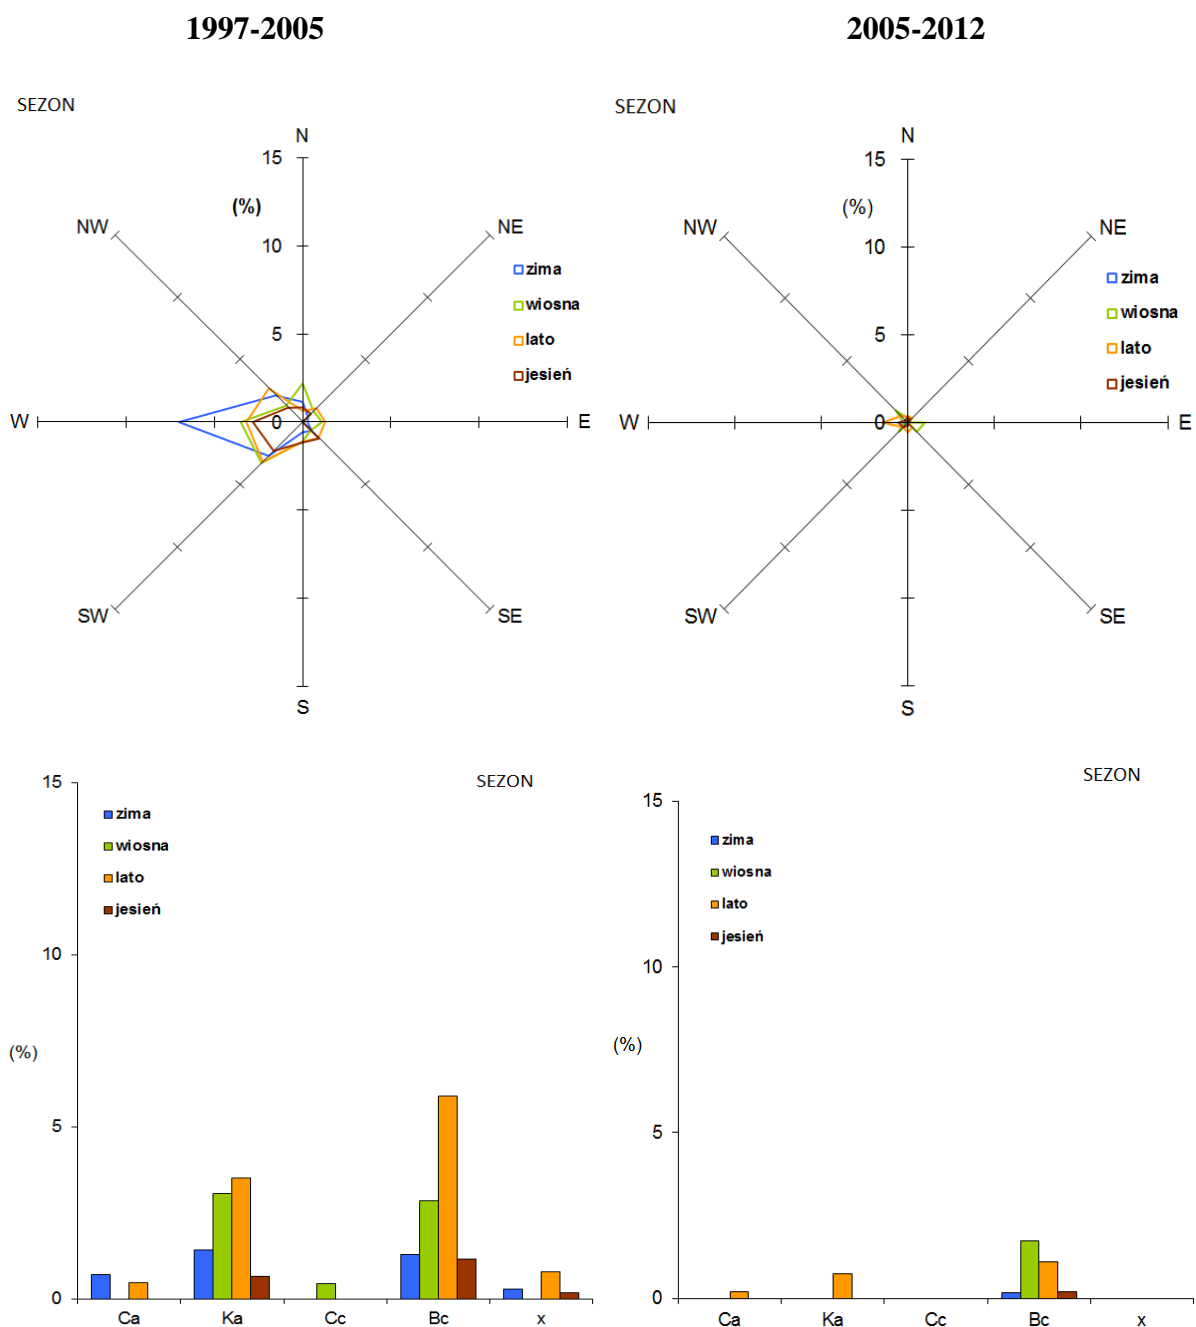 1997-2005
2005-2012
SEZON
N
15
(%)
NW
NE
10
zima
wiosna
5
lato
jesień
W
0
E
SW
SE
S
SEZON
N
15
(%)
NW
NE
10
zima
wiosna
5
lato
jesień
W
0
E
SW
SE
S
15
SEZON
zima
wiosna
lato
jesień
10
(%)
5
0
Ca Ka Cc Bc x
SEZON
15
zima
wiosna
lato
jesień
10
(%)
5
0
Ca Ka Cc Bc x